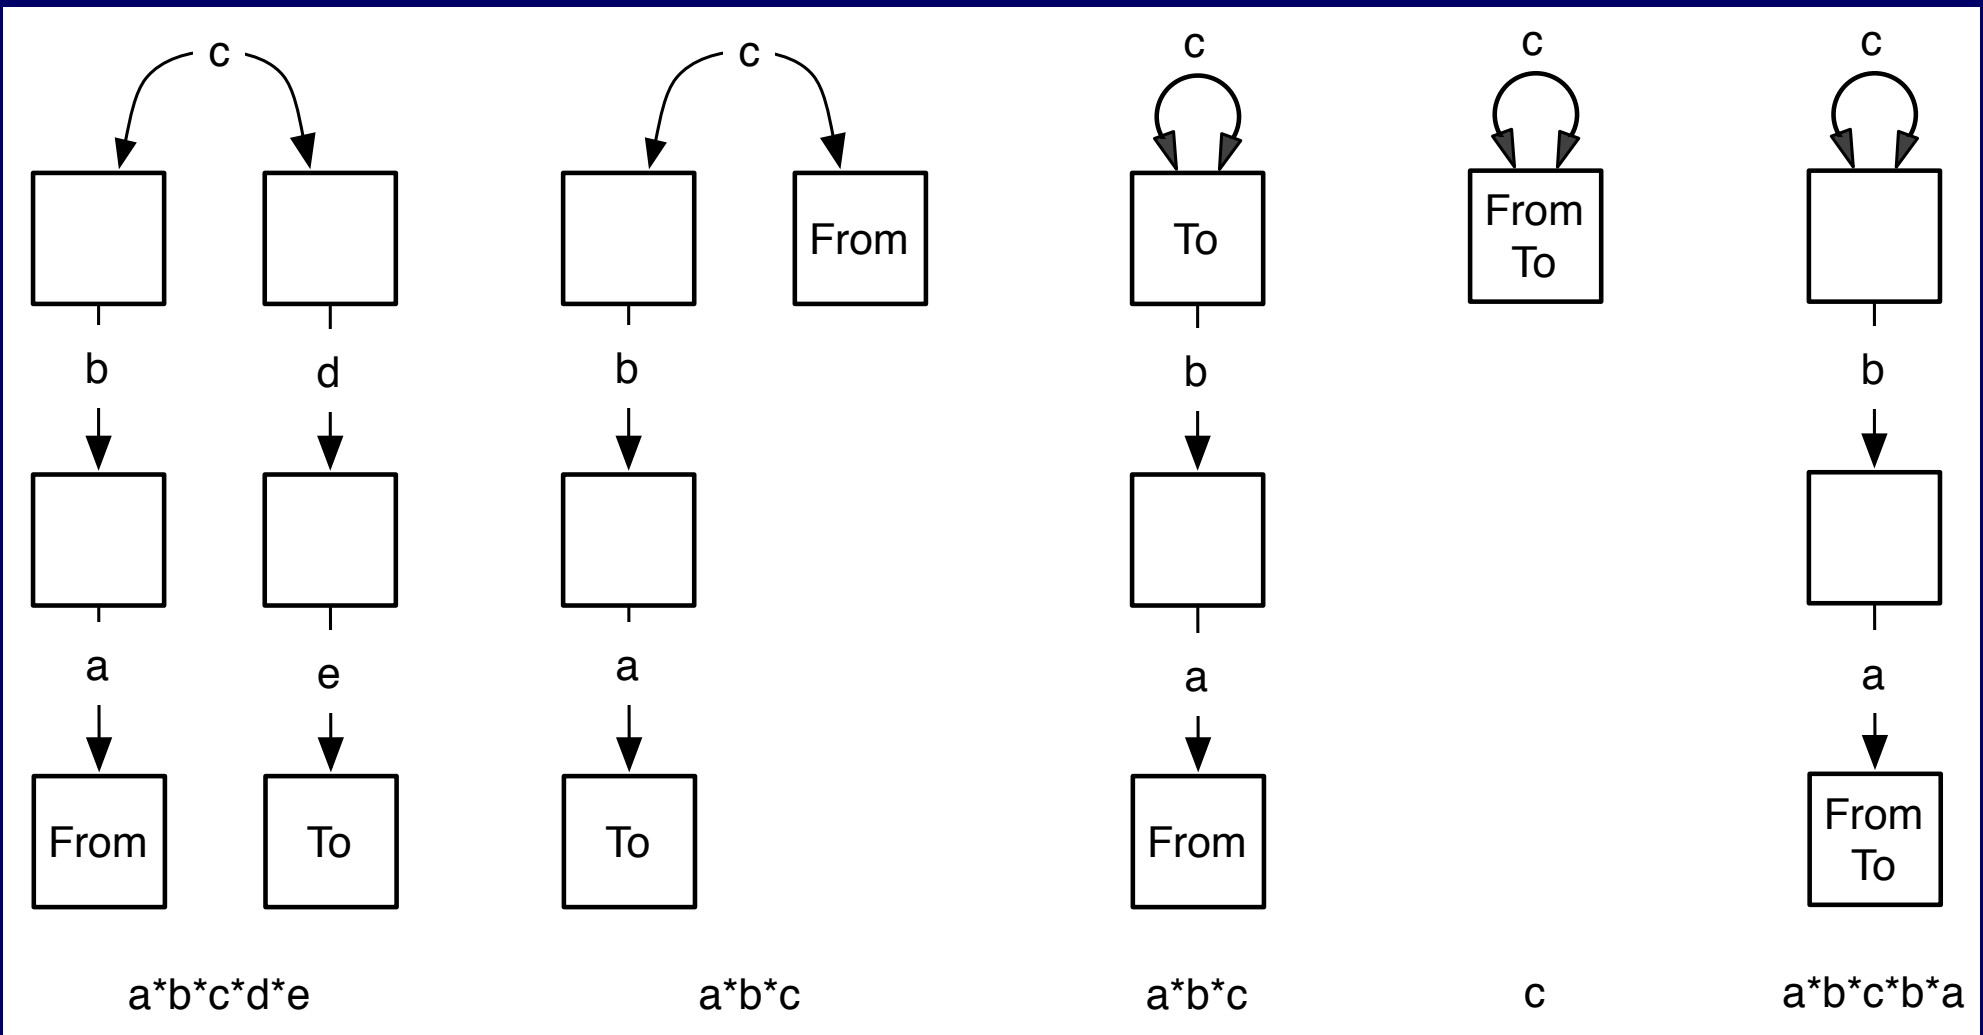 c c c c c
From To From
To
b d b b b
a e a a a
From To To From From
To
a*b*c*d*e a*b*c a*b*c c a*b*c*b*a